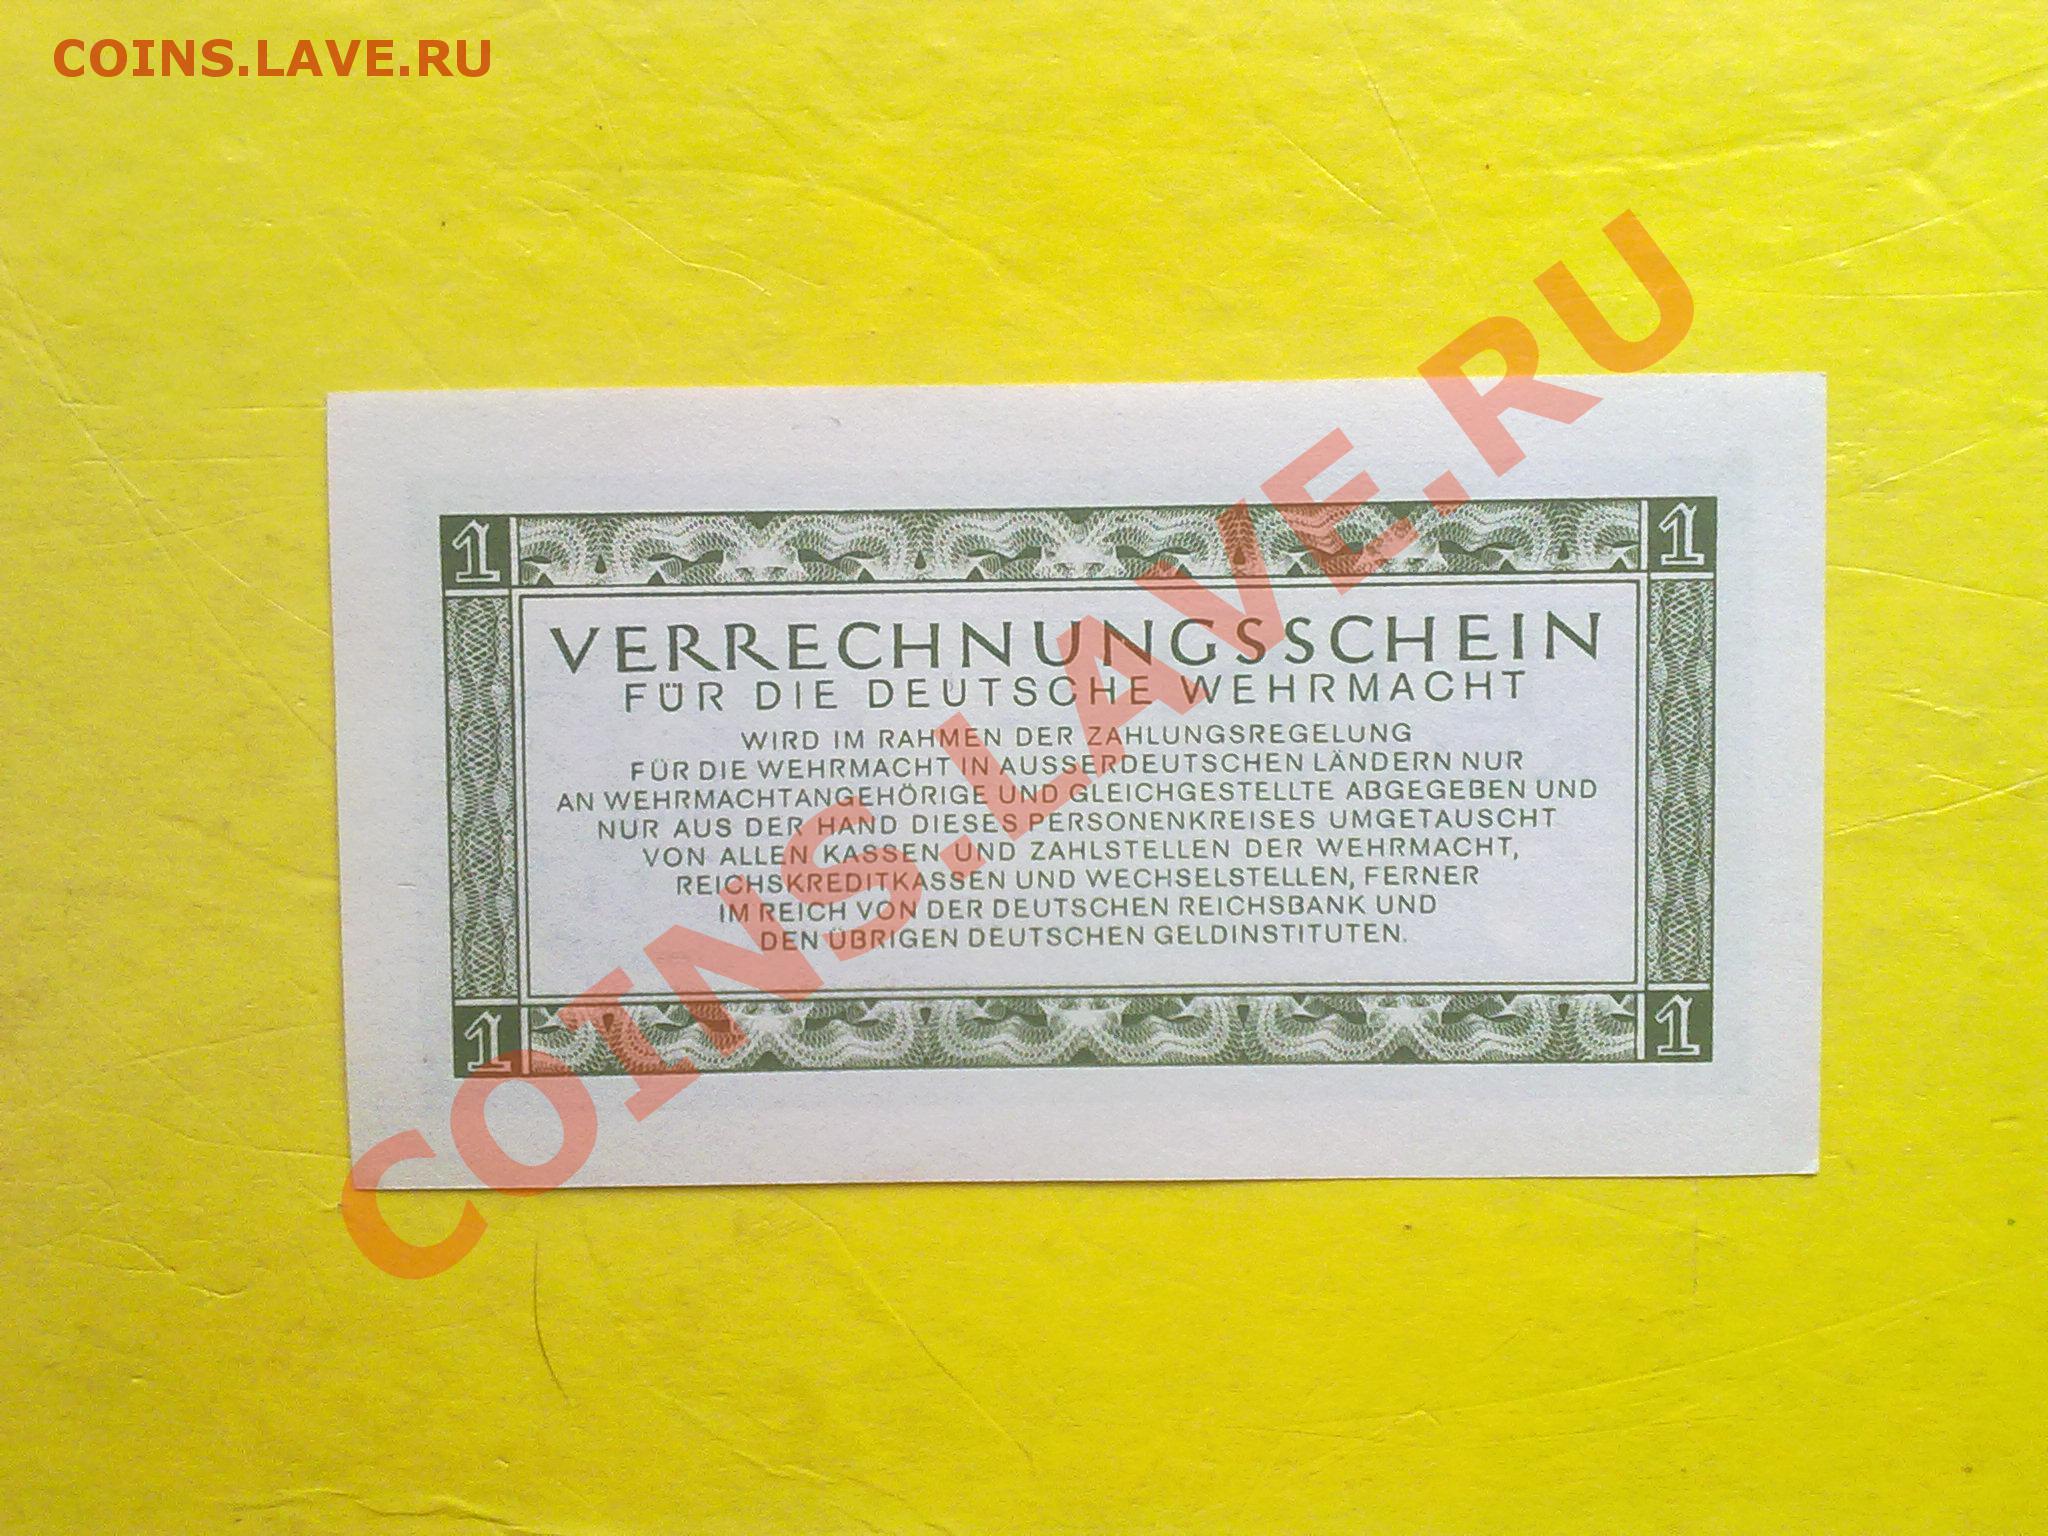 COINS.LAVE.RU
1 1
VERRECHNUNGSSCHEIN
FÜR DIE DEUTSCHE WEHRMACHT
WIRD IM RAHMEN DER ZAHLUNGSREGELUNG
FÜR DIE WEHRMACHT IN AUSSERDEUTSCHEN LÄNDERN NUR
AN WEHRMACHTANGEHÖRIGE UND GLEICHGESTELLTE ABGEGEBEN UND
NUR AUS DER HAND DIESES PERSONENKREISES UMGETAUSCHT
VON ALLEN KASSEN UND ZAHLSTELLEN DER WEHRMACHT,
REICHSKREDITKASSEN UND WECHSELSTELLEN, FERNER
IM REICH VON DER DEUTSCHEN REICHSBANK UND
DEN ÜBRIGEN DEUTSCHEN GELDINSTITUTEN.
1 1
COINS.LAVE.RU